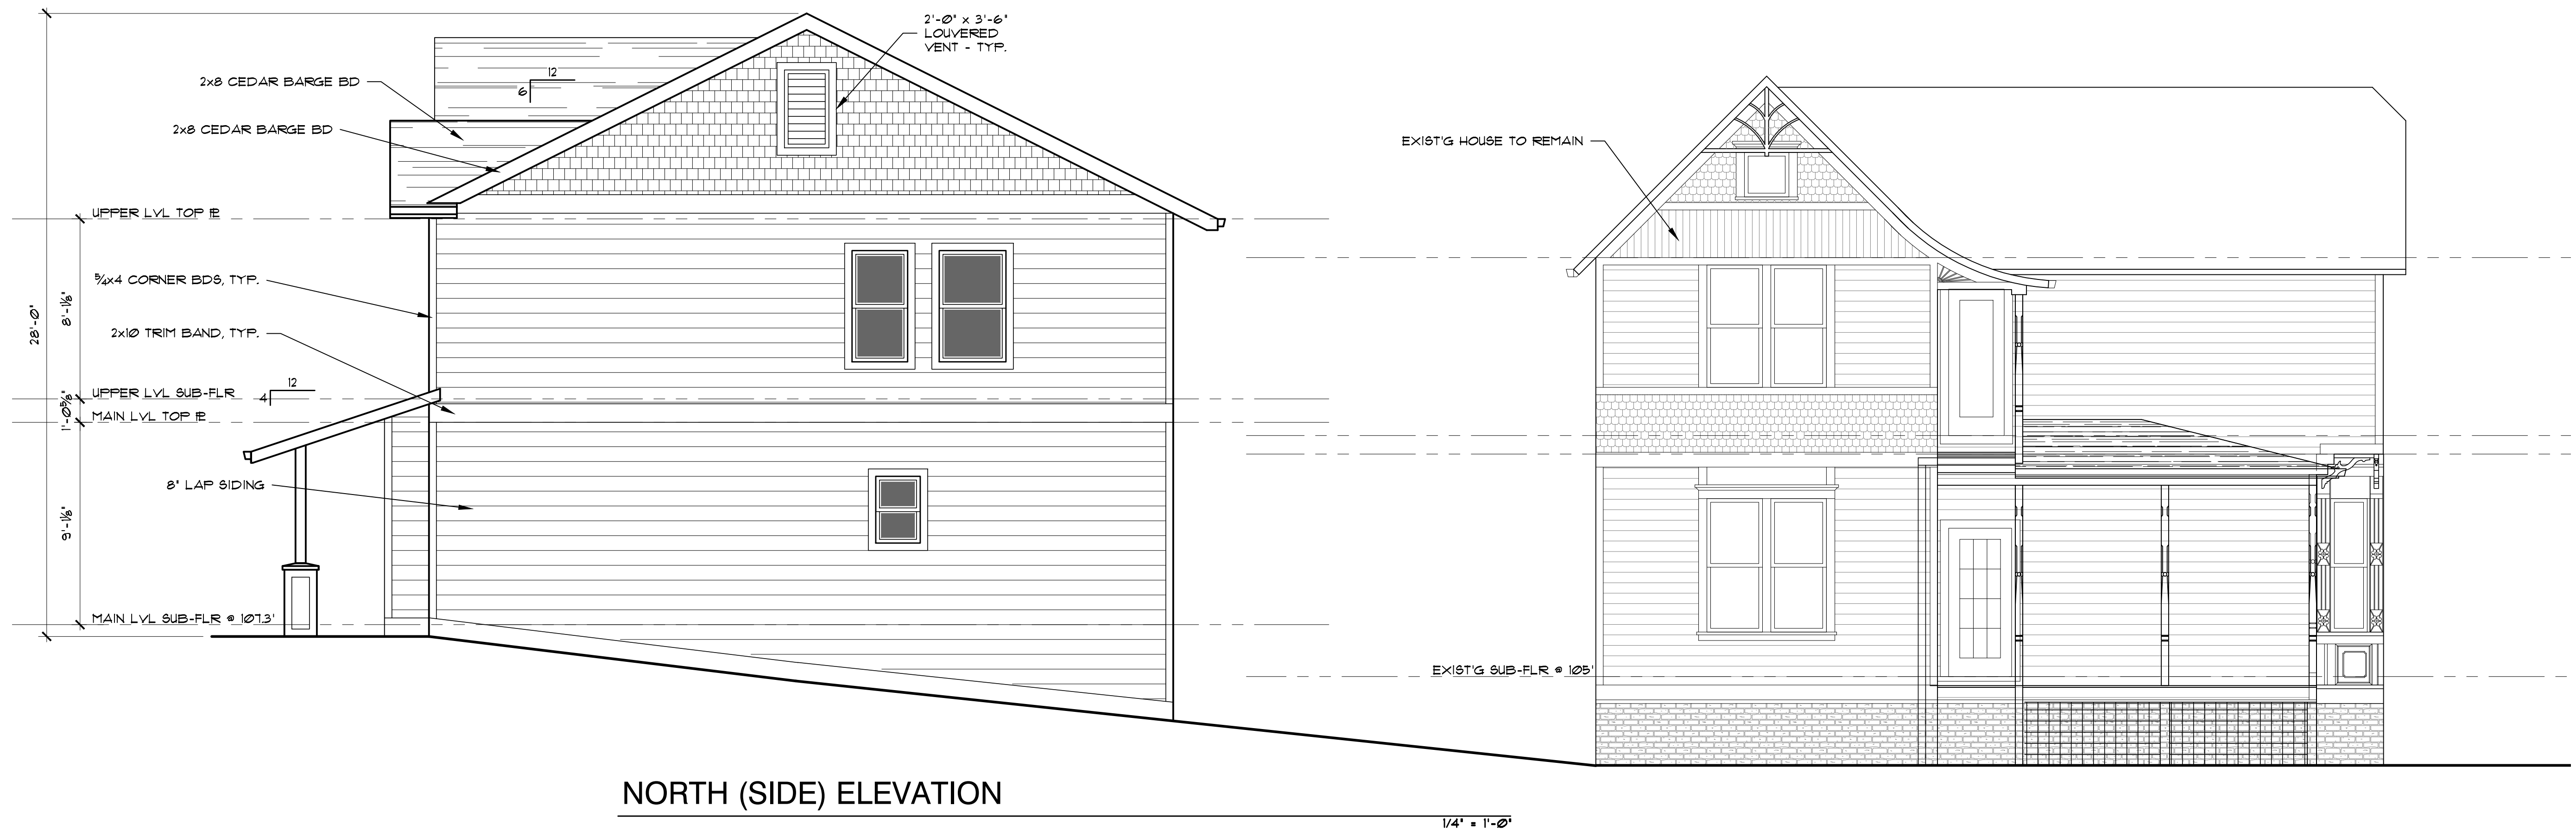 2'-0" x 3'-6"
LOUVERED
VENT - TYP.
12
6
2x8 CEDAR BARGE BD
2x8 CEDAR BARGE BD
EXIST'G HOUSE TO REMAIN
UPPER LVL TOP PL
5/4x4 CORNER BDS, TYP.
8'-1 1/8"
28'-0"
2x10 TRIM BAND, TYP.
12
4
UPPER LVL SUB-FLR
1'-0 5/8"
MAIN LVL TOP PL
8" LAP SIDING
9'-1 1/8"
MAIN LVL SUB-FLR @ 107.3'
EXIST'G SUB-FLR @ 105'
NORTH (SIDE) ELEVATION
1/4" = 1'-0"